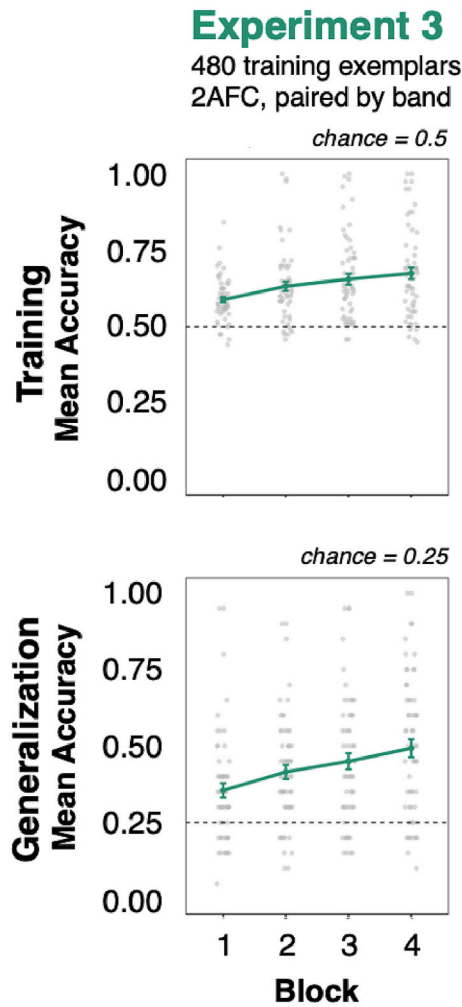 Experiment 3
480 training exemplars
2AFC, paired by band
chance = 0.5
Training
Mean Accuracy
1.00
0.75
0.50
0.25
0.00
chance = 0.25
Generalization
Mean Accuracy
1.00
0.75
0.50
0.25
0.00
1 2 3 4
Block